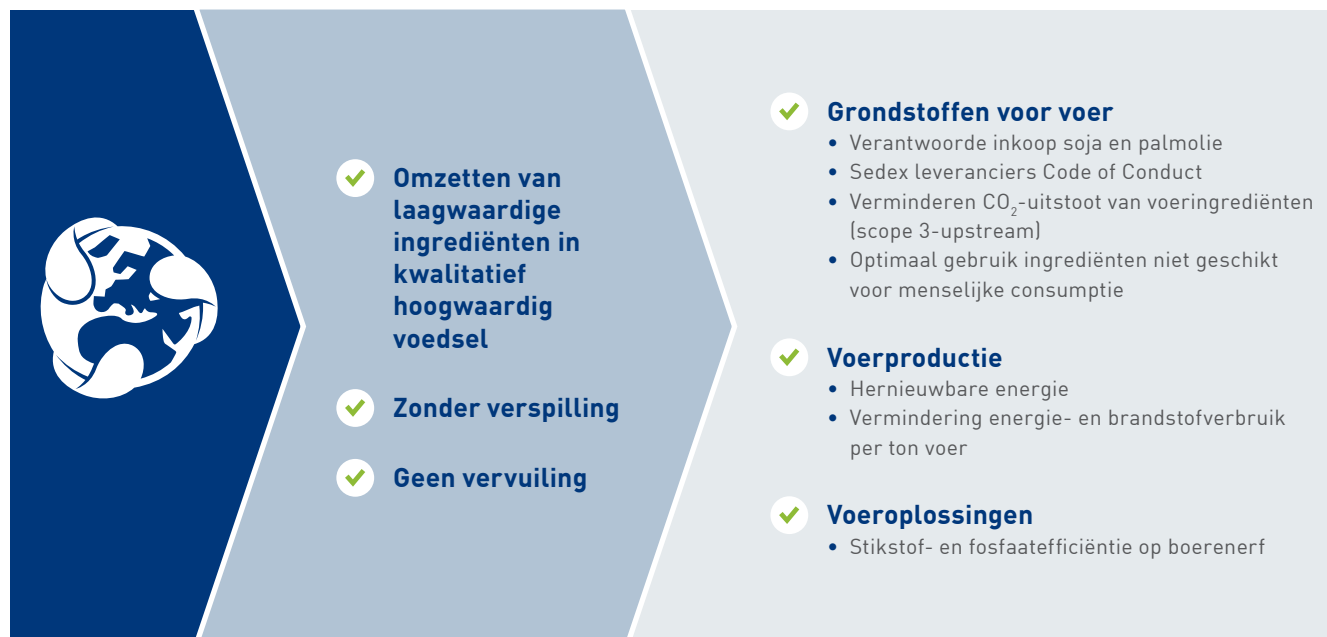 Omzetten van
laagwaardige
ingrediënten in
kwalitatief
hoogwaardig
voedsel
Zonder verspilling
Geen vervuiling
Grondstoffen voor voer
• Verantwoorde inkoop soja en palmolie
• Sedex leveranciers Code of Conduct
• Verminderen CO₂-uitstoot van voeringrediënten
(scope 3-upstream)
• Optimaal gebruik ingrediënten niet geschikt
voor menselijke consumptie
Voerproductie
• Hernieuwbare energie
• Vermindering energie- en brandstofverbruik
per ton voer
Voeroplossingen
• Stikstof- en fosfaatefficiëntie op boerenerf